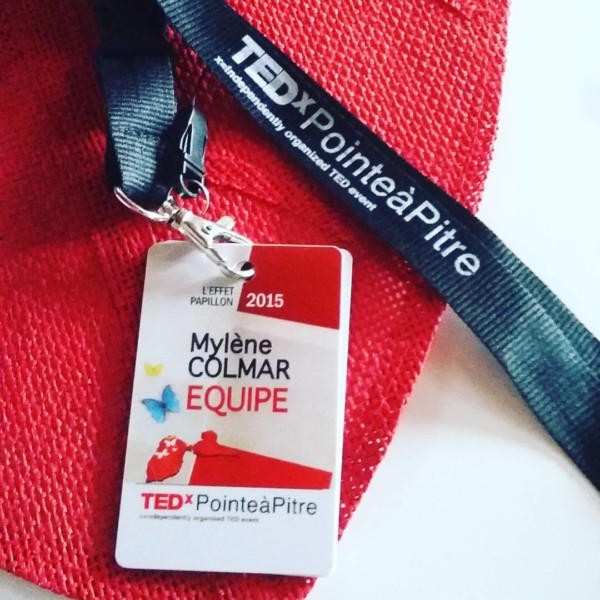 TEDxPointeàPitre
x=independently organized TED event
L'EFFET
PAPILLON
2015
Mylène
COLMAR
EQUIPE
TEDxPointeàPitre
x=independently organized TED event